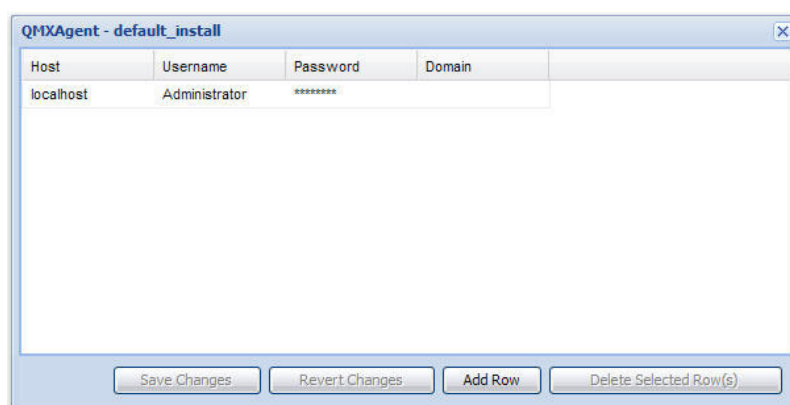 QMXAgent - default_install
Host Username Password Domain
localhost Administrator ********
Save Changes Revert Changes Add Row Delete Selected Row(s)